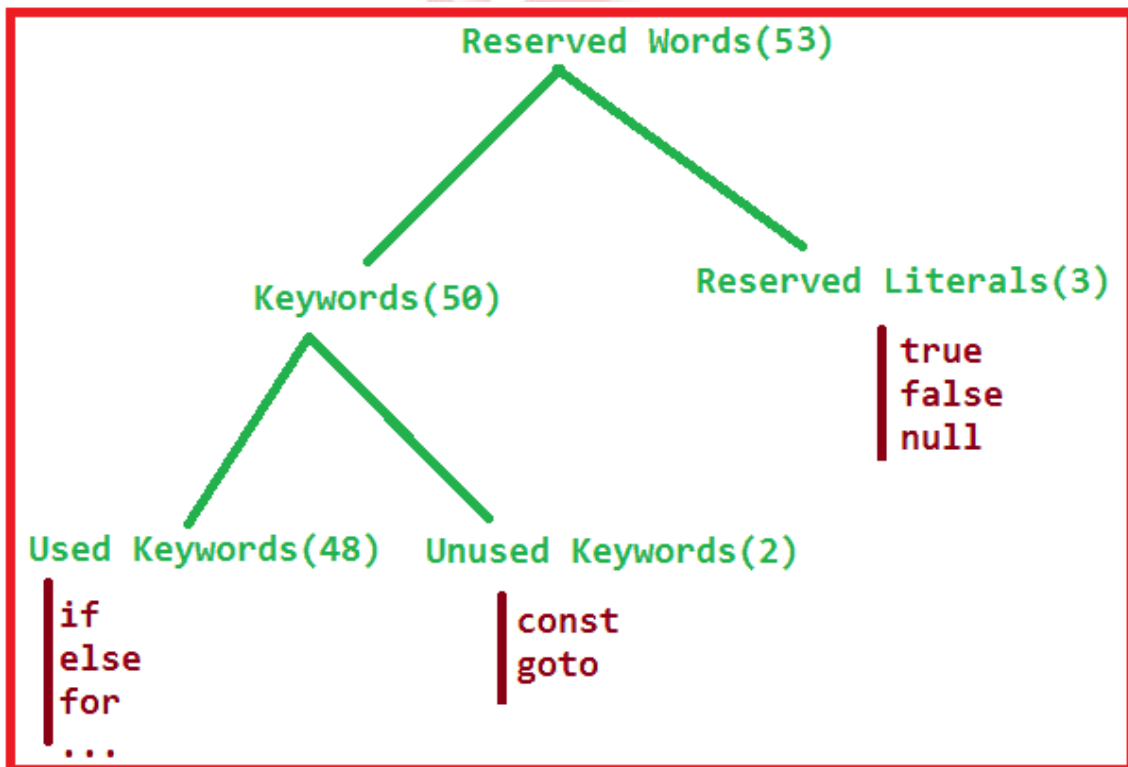 Reserved Words(53)
Keywords(50)
Reserved Literals(3)
true
false
null
Used Keywords(48)
Unused Keywords(2)
if
else
for
...
const
goto